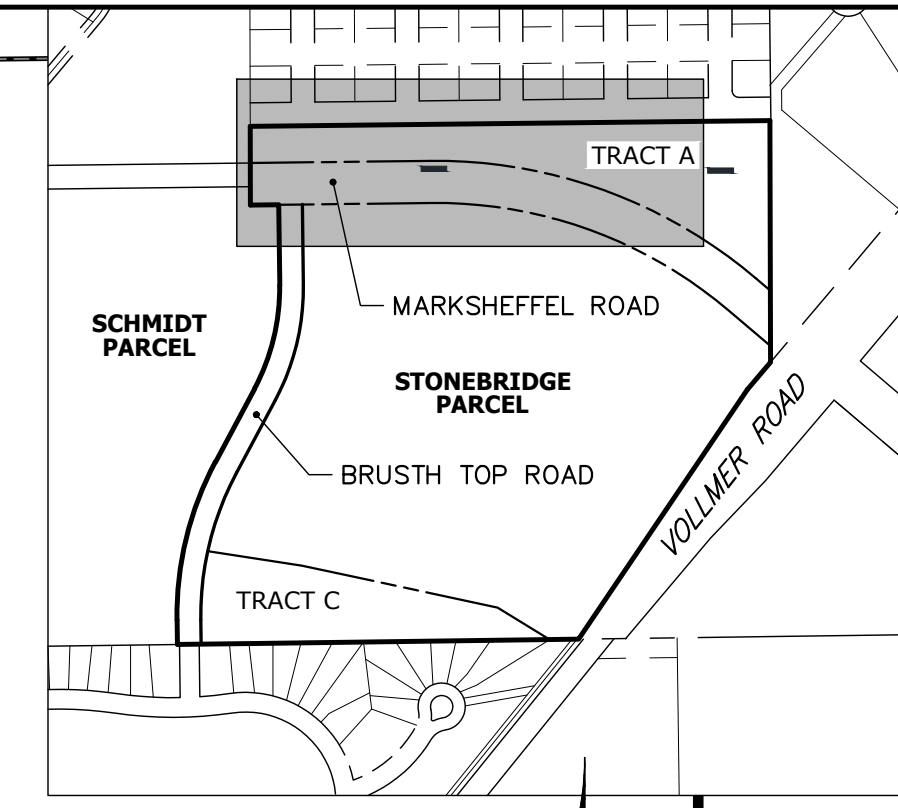 TRACT A
MARKSHEFFEL ROAD
SCHMIDT
PARCEL
STONEBRIDGE
PARCEL
VOLLMER ROAD
BRUSTH TOP ROAD
TRACT C